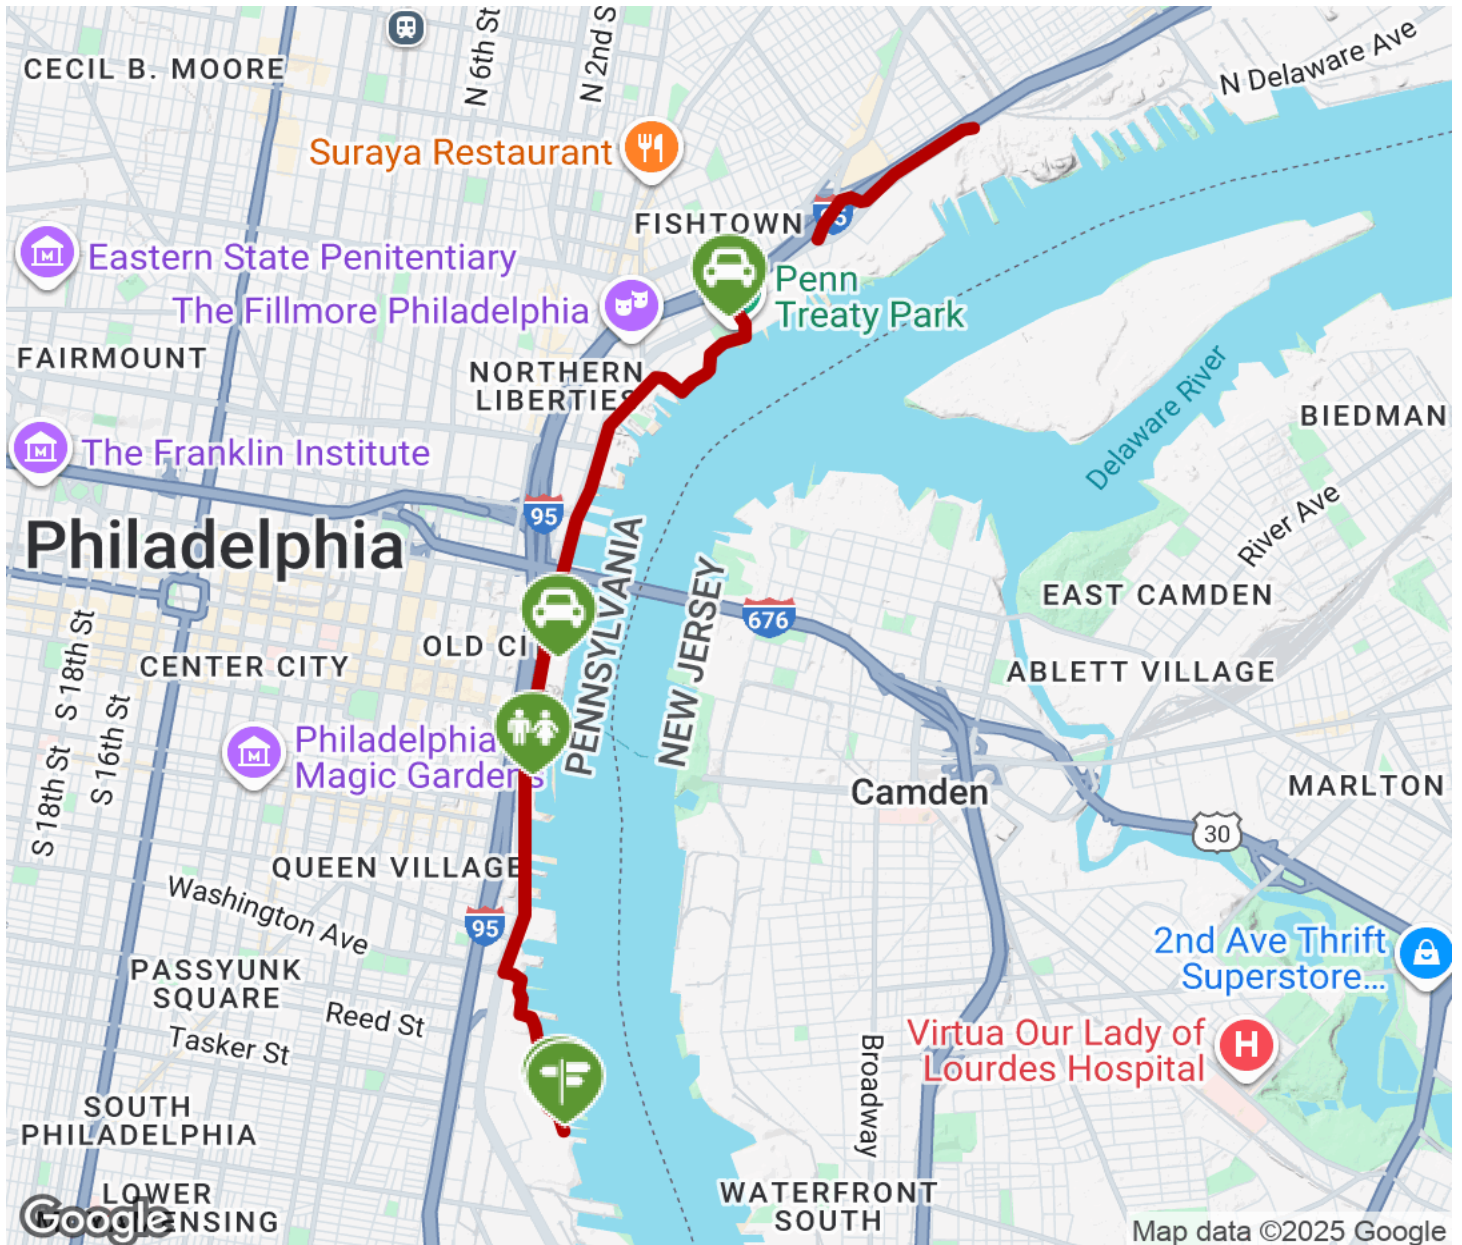 CECIL B. MOORE
N 6th St
N 2nd S
N Delaware Ave
Suraya Restaurant
FISHTOWN
95
Eastern State Penitentiary
Penn
Treaty Park
The Fillmore Philadelphia
FAIRMOUNT
NORTHERN
LIBERTIES
Delaware River
BIEDMAN
The Franklin Institute
River Ave
95
Philadelphia
PENNSYLVANIA
NEW JERSEY
EAST CAMDEN
676
S 18th St
OLD CI
CENTER CITY
ABLETT VILLAGE
S 16th St
Philadelphia
Magic Gardens
S 18th St
Camden
MARLTON
30
QUEEN VILLAGE
Washington Ave
95
2nd Ave Thrift
Superstore...
PASSYUNK
SQUARE
Reed St
Tasker St
Virtua Our Lady of
Lourdes Hospital
H
Broadway
SOUTH
PHILADELPHIA
LOWER
WATERFRONT
SOUTH
Google
Map data ©2025 Google